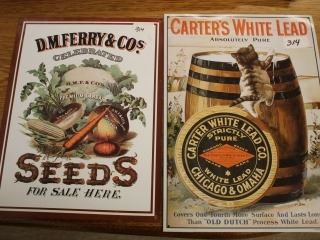 D.M. FERRY & CO'S
CELEBRATED
D.M.F. & CO
SEEDS
FOR SALE HERE.
CARTER'S WHITE LEAD
ABSOLUTELY PURE
314
CARTER WHITE LEAD CO.
STRICTLY
PURE
WHITE LEAD
CHICAGO & OMAHA
Covers One-Fourth More Surface and Lasts Longer
Than "OLD DUTCH" Process White Lead.